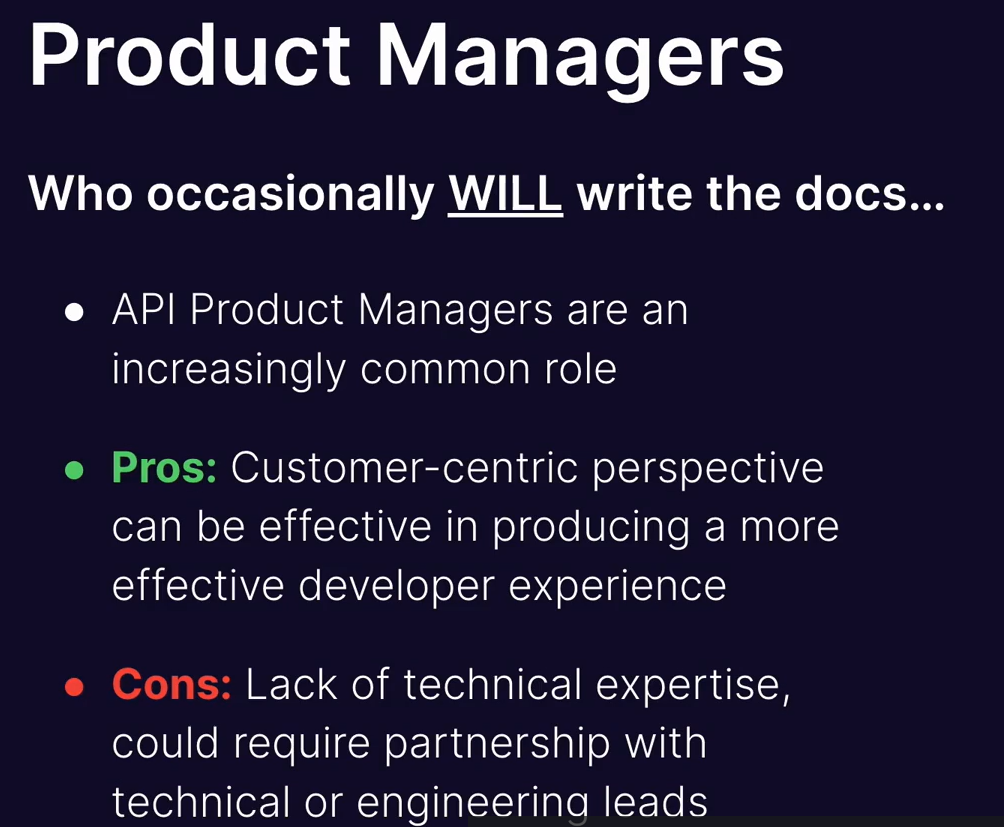 Product Managers
Who occasionally WILL write the docs...
● API Product Managers are an
increasingly common role
● Pros: Customer-centric perspective
can be effective in producing a more
effective developer experience
● Cons: Lack of technical expertise,
could require partnership with
technical or engineering leads